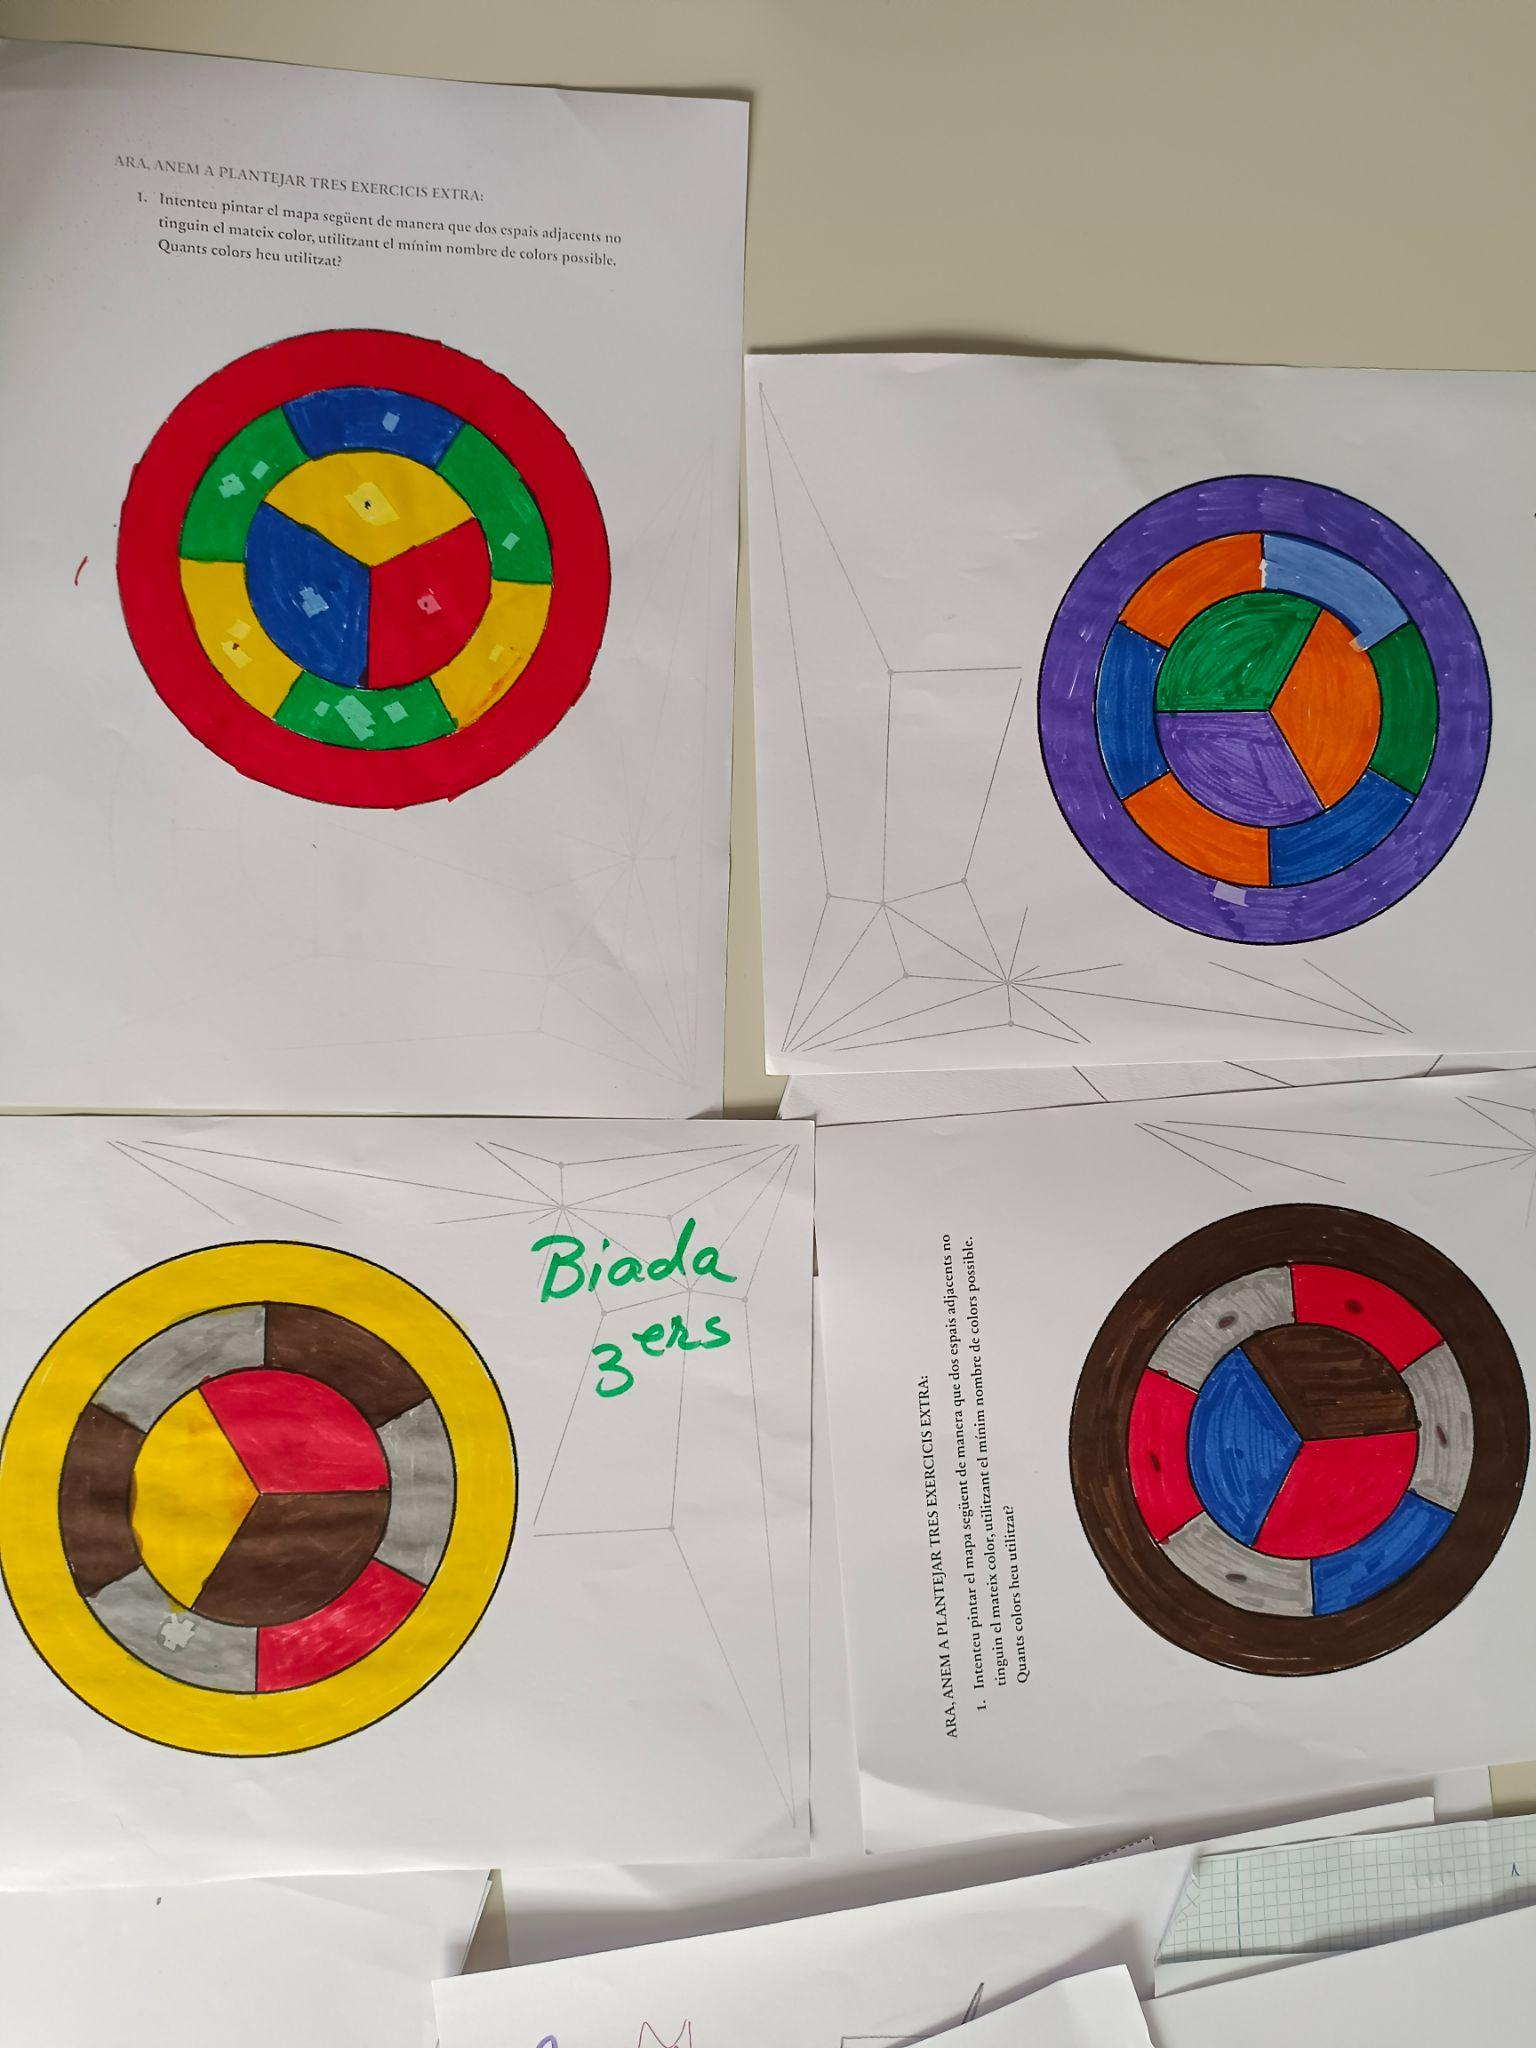 ARA, ANEM A PLANTEJAR TRES EXERCICIS EXTRA:
1. Intenteu pintar el mapa següent de manera que dos espais adjacents no
tinguin el mateix color, utilitzant el mínim nombre de colors possible.
Quants colors heu utilitzat?
Biada
3ers
ARA, ANEM A PLANTEJAR TRES EXERCICIS EXTRA:
1. Intenteu pintar el mapa següent de manera que dos espais adjacents no
tinguin el mateix color, utilitzant el mínim nombre de colors possible.
Quants colors heu utilitzat?